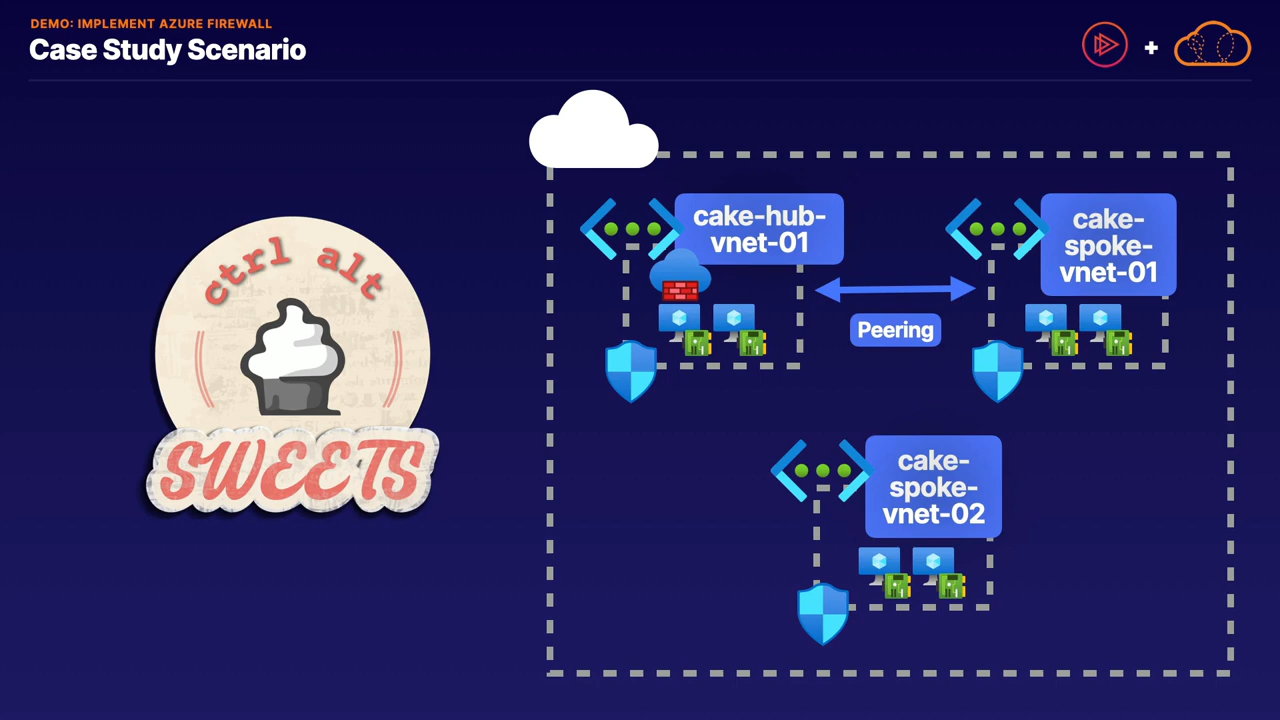 DEMO: IMPLEMENT AZURE FIREWALL
Case Study Scenario
ctrl alt
SWEETS
cake-hub-
vnet-01
cake-
spoke-
vnet-01
Peering
cake-
spoke-
vnet-02